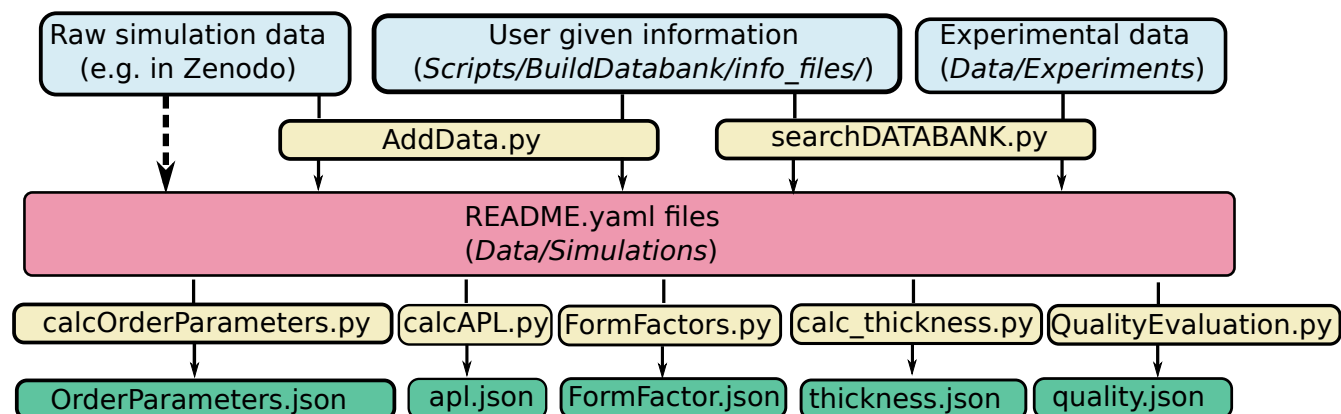 Raw simulation data
(e.g. in Zenodo)
User given information
(Scripts/BuildDatabank/info_files/)
Experimental data
(Data/Experiments)
AddData.py
searchDATABANK.py
README.yaml files
(Data/Simulations)
calcOrderParameters.py
calcAPL.py
FormFactors.py
calc_thickness.py
QualityEvaluation.py
OrderParameters.json
apl.json
FormFactor.json
thickness.json
quality.json